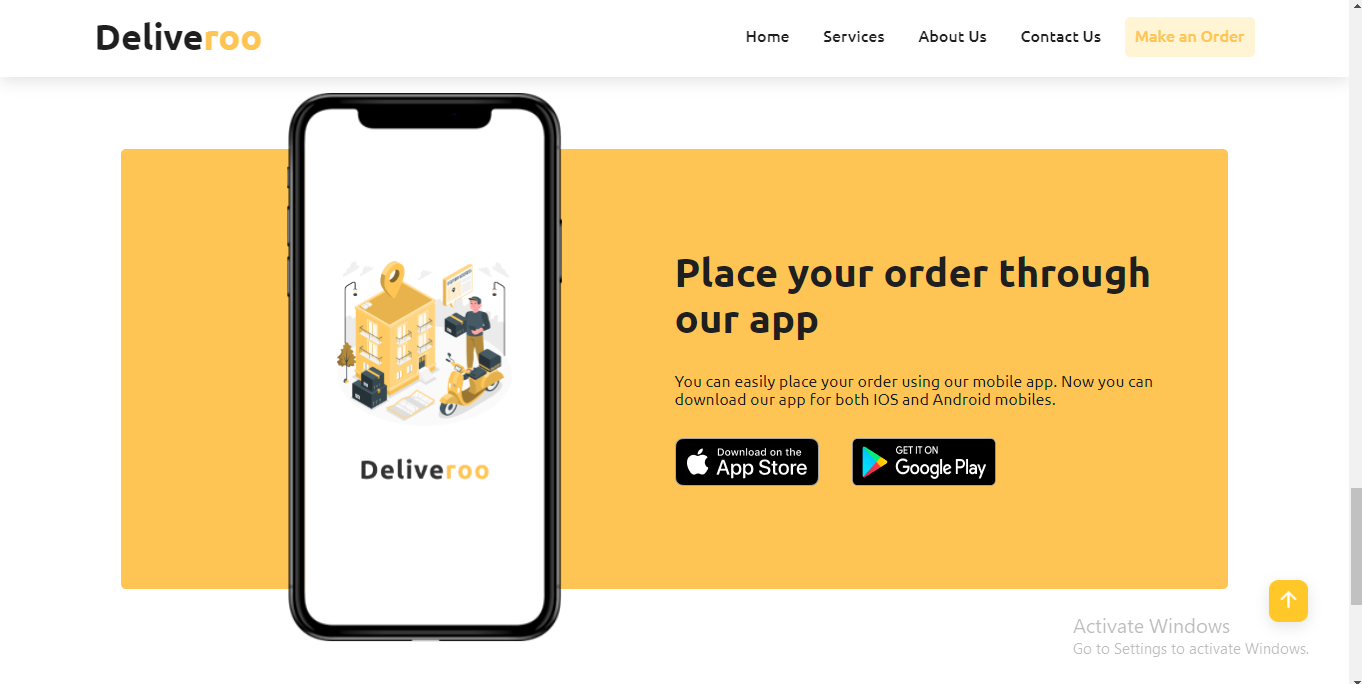 Deliveroo
Home Services About Us Contact Us Make an Order
Place your order through
our app
You can easily place your order using our mobile app. Now you can
download our app for both IOS and Android mobiles.
Download on the
App Store
GET IT ON
Google Play
Deliveroo
Activate Windows
Go to Settings to activate Windows.